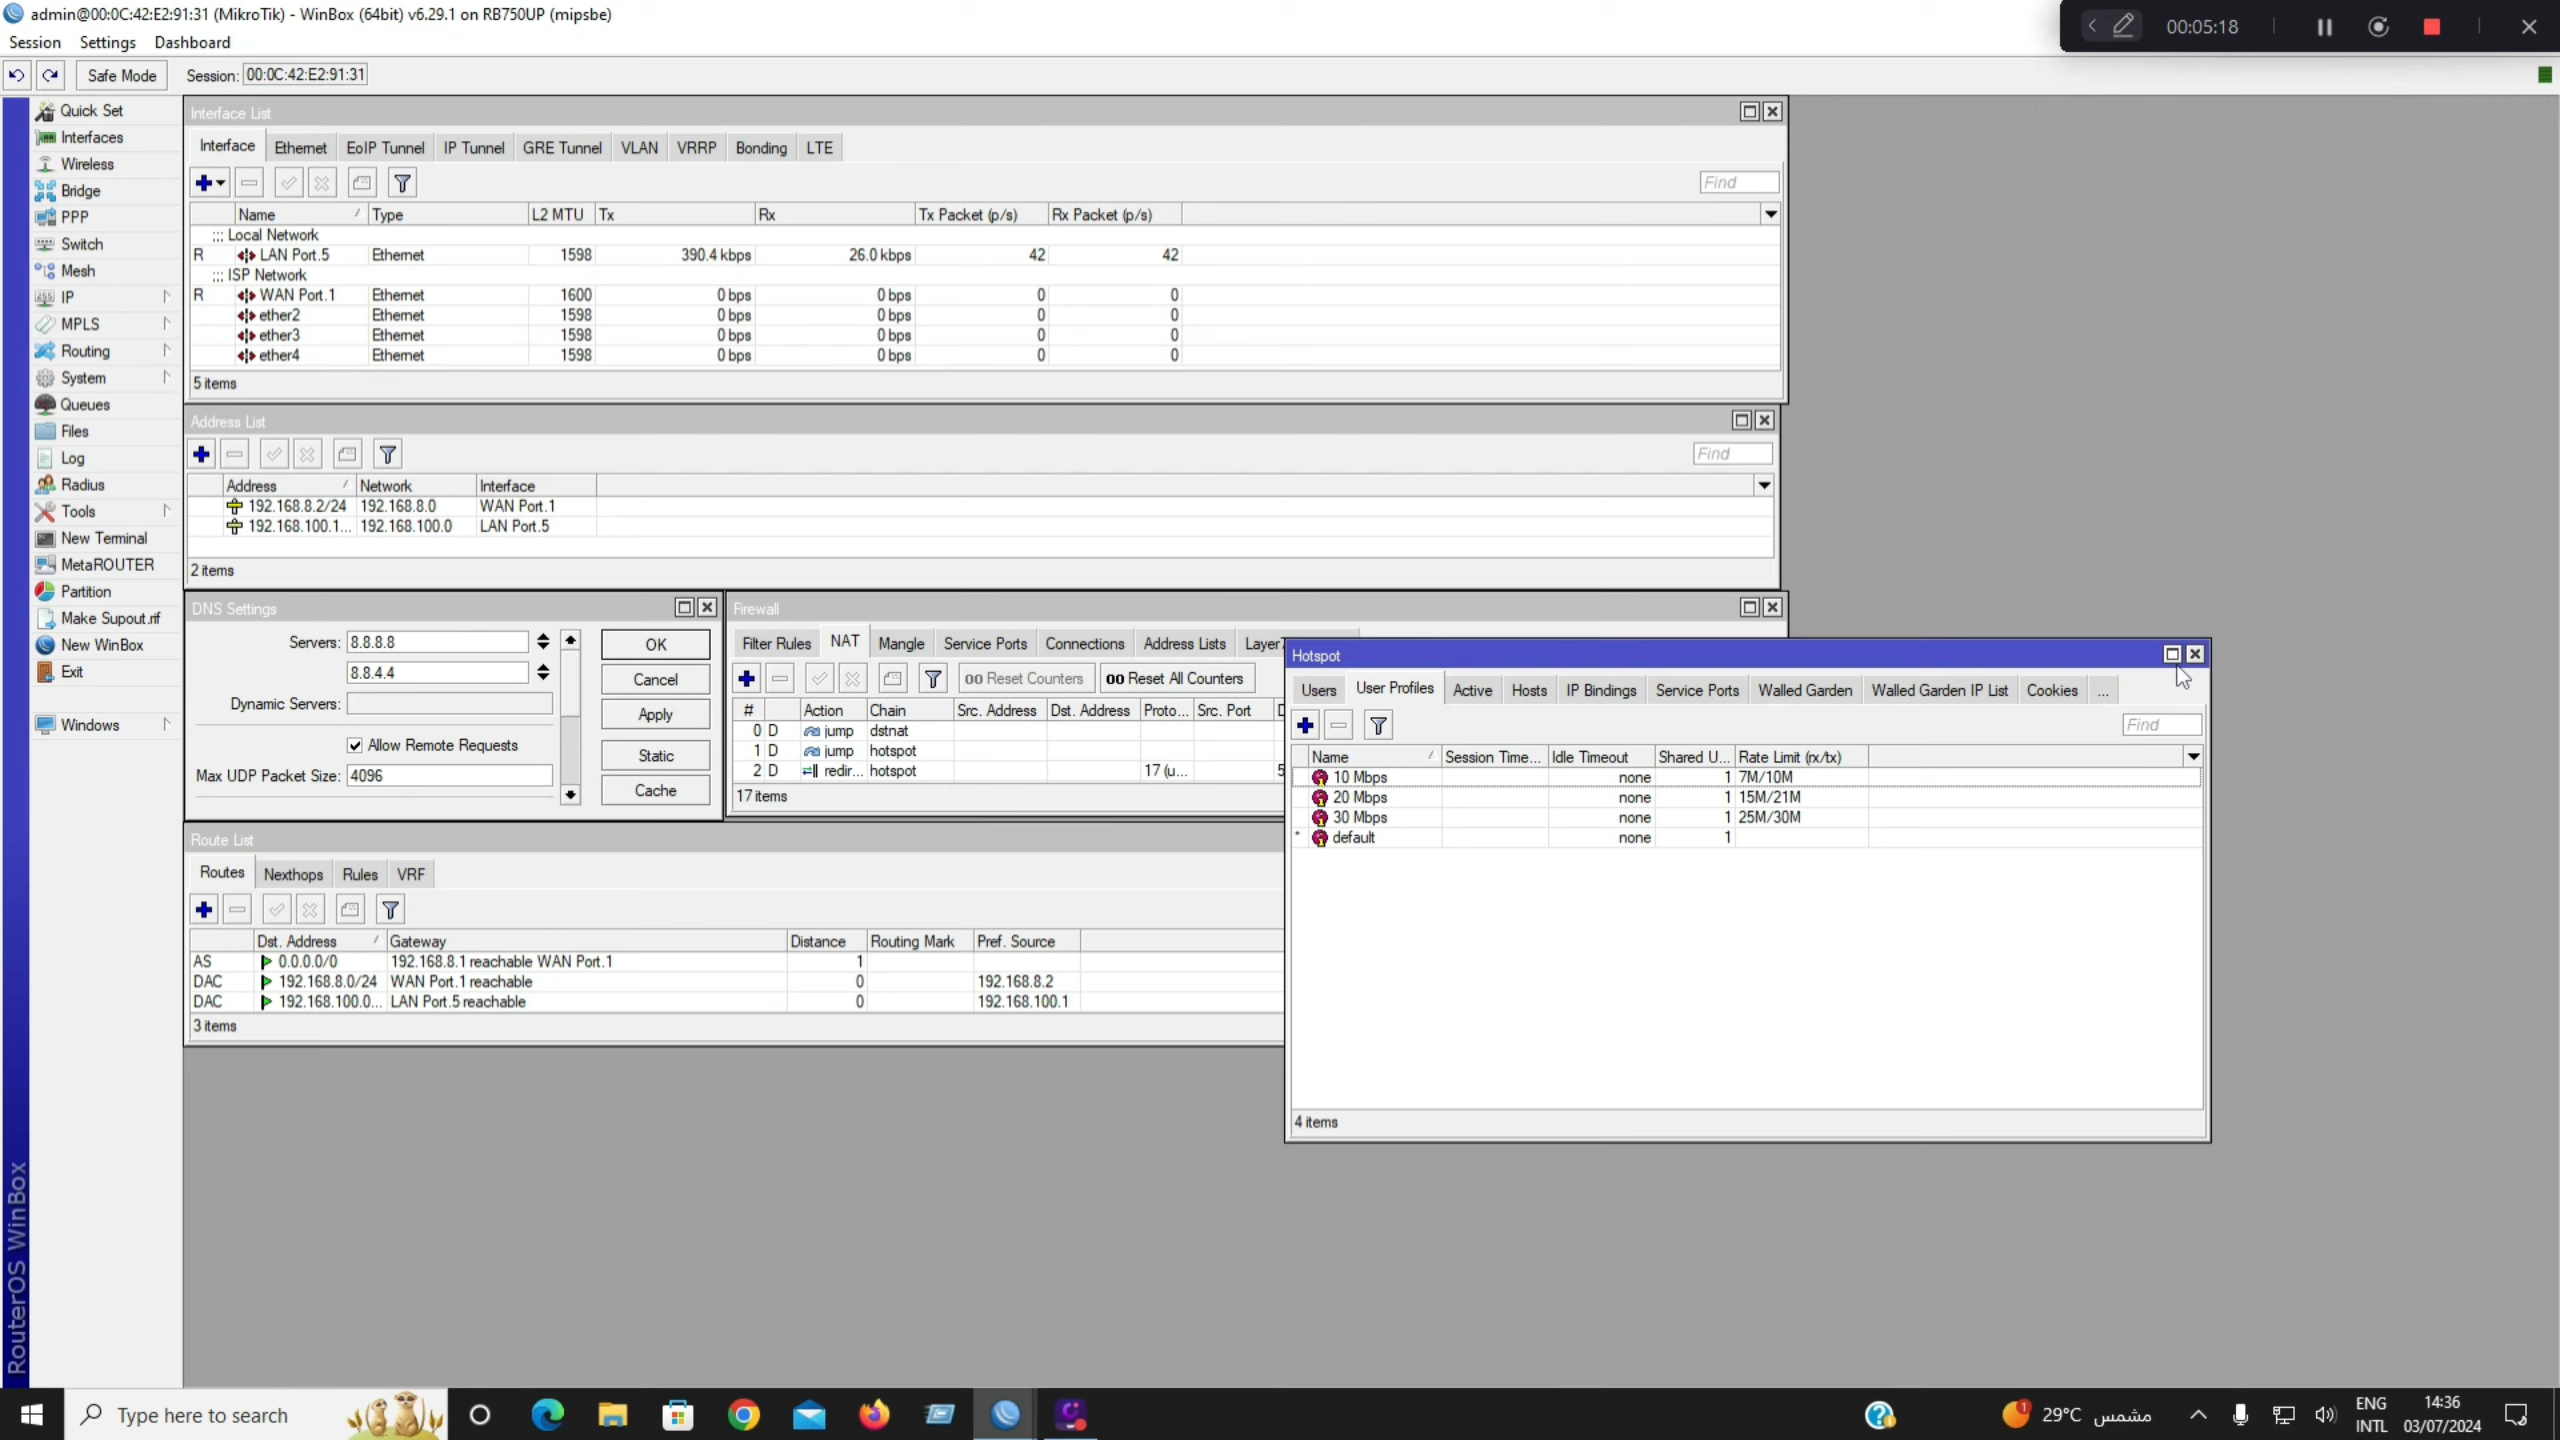 admin@00:0C:42:E2:91:31 (MikroTik) - WinBox (64bit) v6.29.1 on RB750UP (mipsbe)
00:05:18
Session Settings Dashboard
Safe Mode Session: 00:0C:42:E2:91:31
Quick Set
Interfaces
Wireless
Bridge
PPP
Switch
Mesh
IP
MPLS
Routing
System
Queues
Files
Log
Radius
Tools
New Terminal
MetaROUTER
Partition
Make Supout.rif
New WinBox
Exit
Windows
RouterOS WinBox
Interface List
Interface Ethernet EoIP Tunnel IP Tunnel GRE Tunnel VLAN VRRP Bonding LTE
Find
Name Type L2 MTU Tx Rx Tx Packet (p/s) Rx Packet (p/s)
::: Local Network
R LAN Port.5 Ethernet 1598 390.4 kbps 26.0 kbps 42 42
::: ISP Network
R WAN Port.1 Ethernet 1600 0 bps 0 bps 0 0
ether2 Ethernet 1598 0 bps 0 bps 0 0
ether3 Ethernet 1598 0 bps 0 bps 0 0
ether4 Ethernet 1598 0 bps 0 bps 0 0
5 items
Address List
Find
Address Network Interface
192.168.8.2/24 192.168.8.0 WAN Port.1
192.168.100.1... 192.168.100.0 LAN Port.5
2 items
DNS Settings
Servers: 8.8.8.8
8.8.4.4
Dynamic Servers:
Allow Remote Requests
Max UDP Packet Size: 4096
OK
Cancel
Apply
Static
Cache
Firewall
Filter Rules NAT Mangle Service Ports Connections Address Lists Layer7
00 Reset Counters 00 Reset All Counters
# Action Chain Src. Address Dst. Address Proto... Src. Port D
0 D jump dstnat
1 D jump hotspot
2 D redir... hotspot 17 (u... 5
17 items
Route List
Routes Nexthops Rules VRF
Dst. Address Gateway Distance Routing Mark Pref. Source
AS 0.0.0.0/0 192.168.8.1 reachable WAN Port.1 1
DAC 192.168.8.0/24 WAN Port.1 reachable 0 192.168.8.2
DAC 192.168.100.0... LAN Port.5 reachable 0 192.168.100.1
3 items
Hotspot
Users User Profiles Active Hosts IP Bindings Service Ports Walled Garden Walled Garden IP List Cookies ...
Find
Name Session Time... Idle Timeout Shared U... Rate Limit (rx/tx)
10 Mbps none 1 7M/10M
20 Mbps none 1 15M/21M
30 Mbps none 1 25M/30M
* default none 1
4 items
Type here to search
1 29°C مشمس
ENG
INTL
14:36
03/07/2024